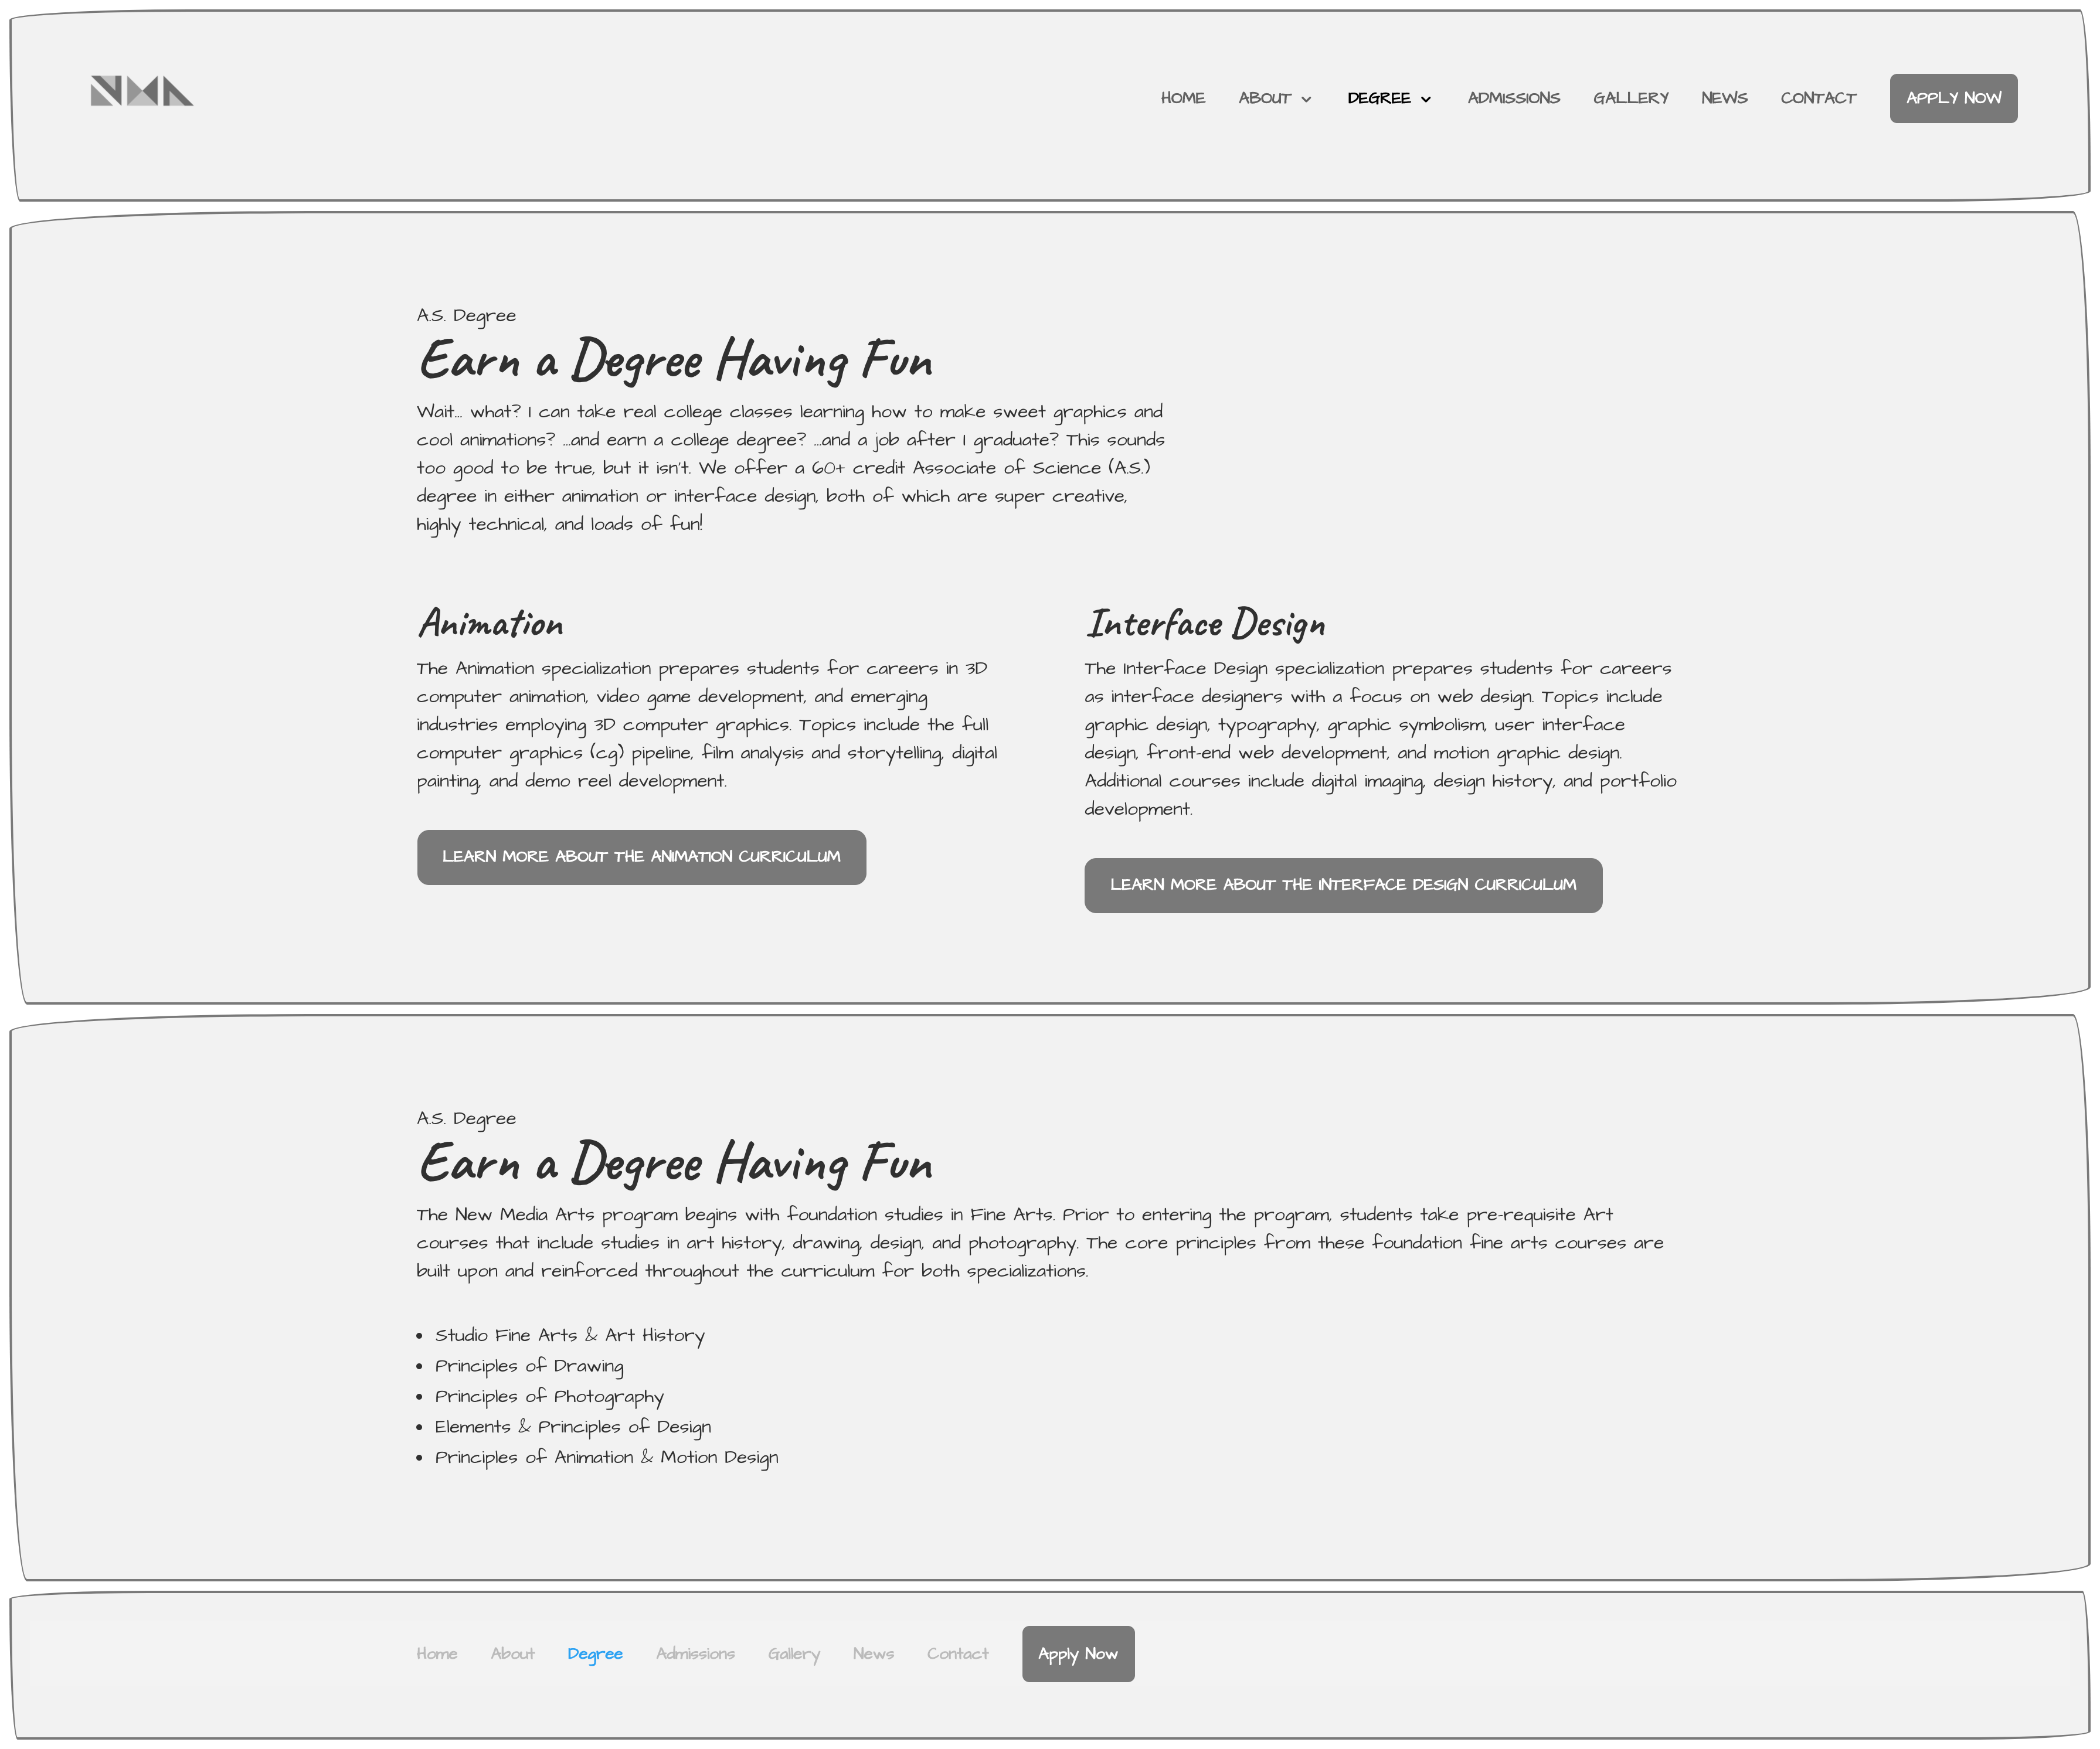 NMA
HOME ABOUT DEGREE ADMISSIONS GALLERY NEWS CONTACT APPLY NOW
A.S. Degree
Earn a Degree Having Fun
Wait... what? I can take real college classes learning how to make sweet graphics and
cool animations? ...and earn a college degree? ...and a job after I graduate? This sounds
too good to be true, but it isn't. We offer a 60+ credit Associate of Science (A.S.)
degree in either animation or interface design, both of which are super creative,
highly technical, and loads of fun!
Animation
The Animation specialization prepares students for careers in 3D
computer animation, video game development, and emerging
industries employing 3D computer graphics. Topics include the full
computer graphics (cg) pipeline, film analysis and storytelling, digital
painting, and demo reel development.
LEARN MORE ABOUT THE ANIMATION CURRICULUM
Interface Design
The Interface Design specialization prepares students for careers
as interface designers with a focus on web design. Topics include
graphic design, typography, graphic symbolism, user interface
design, front-end web development, and motion graphic design.
Additional courses include digital imaging, design history, and portfolio
development.
LEARN MORE ABOUT THE INTERFACE DESIGN CURRICULUM
A.S. Degree
Earn a Degree Having Fun
The New Media Arts program begins with foundation studies in Fine Arts. Prior to entering the program, students take pre-requisite Art
courses that include studies in art history, drawing, design, and photography. The core principles from these foundation fine arts courses are
built upon and reinforced throughout the curriculum for both specializations.
• Studio Fine Arts & Art History
• Principles of Drawing
• Principles of Photography
• Elements & Principles of Design
• Principles of Animation & Motion Design
Home About Degree Admissions Gallery News Contact Apply Now